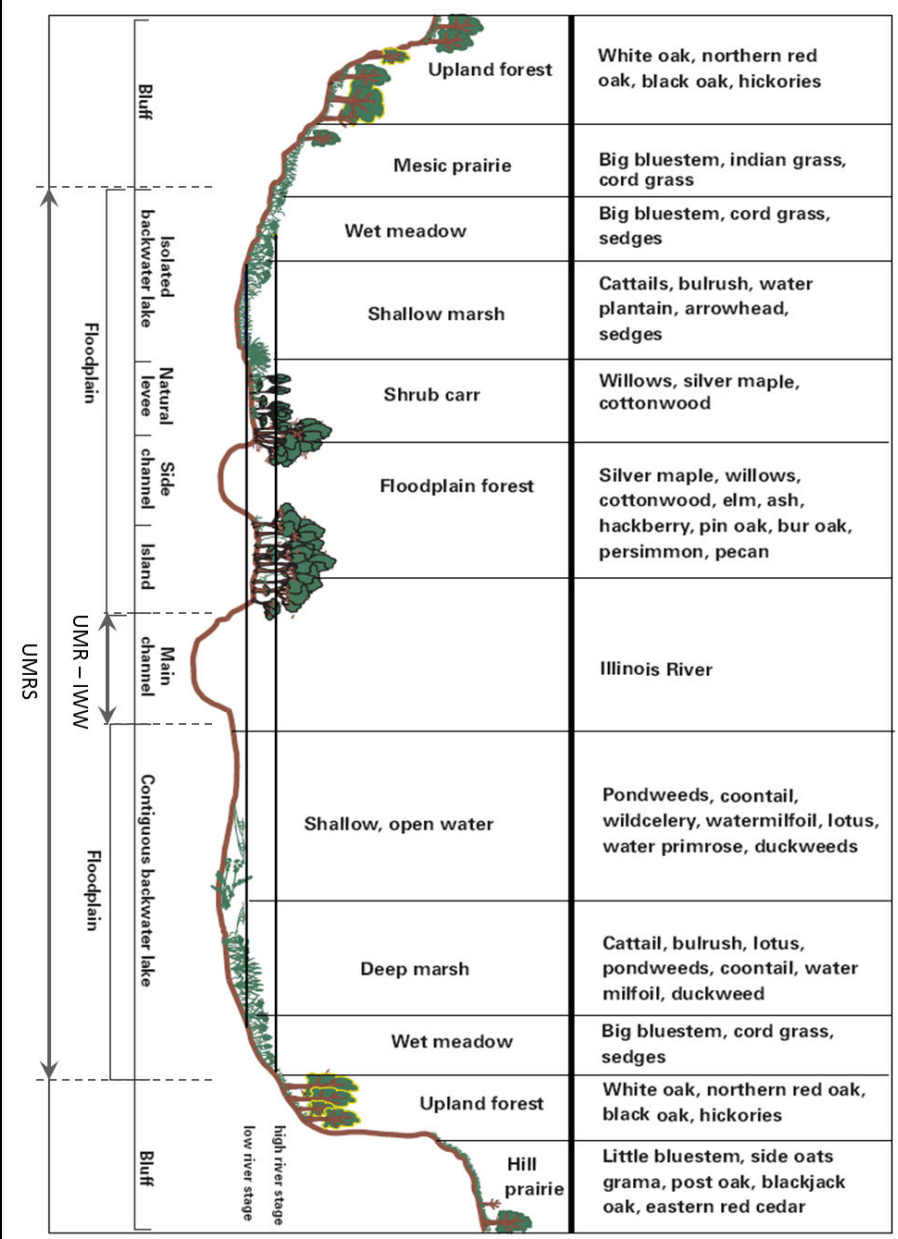 Upland forest
White oak, northern red
oak, black oak, hickories
Mesic prairie
Big bluestem, indian grass,
cord grass
Wet meadow
Big bluestem, cord grass,
sedges
Shallow marsh
Cattails, bulrush, water
plantain, arrowhead,
sedges
Shrub carr
Willows, silver maple,
cottonwood
Floodplain forest
Silver maple, willows,
cottonwood, elm, ash,
hackberry, pin oak, bur oak,
persimmon, pecan
Illinois River
Shallow, open water
Pondweeds, coontail,
wildcelery, watermilfoil, lotus,
water primrose, duckweeds
Deep marsh
Cattail, bulrush, lotus,
pondweeds, coontail, water
milfoil, duckweed
Wet meadow
Big bluestem, cord grass,
sedges
Upland forest
White oak, northern red oak,
black oak, hickories
Hill
prairie
Little bluestem, side oats
grama, post oak, blackjack
oak, eastern red cedar
Bluff
Isolated
backwater lake
Natural
levee
Side
channel
Island
Main
channel
Contiguous backwater lake
Bluff
Floodplain
UMR – IWW
Floodplain
UMRS
high river stage
low river stage